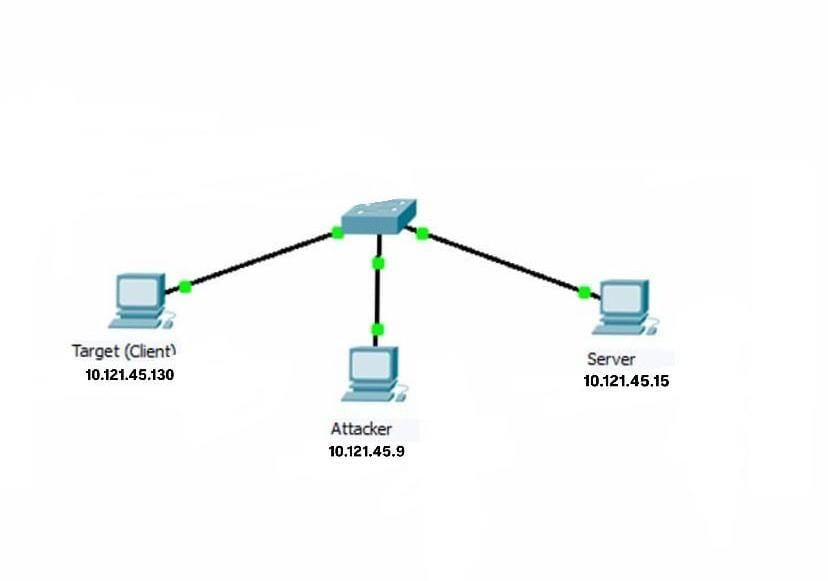 Target (Client)
10.121.45.130
Attacker
10.121.45.9
Server
10.121.45.15